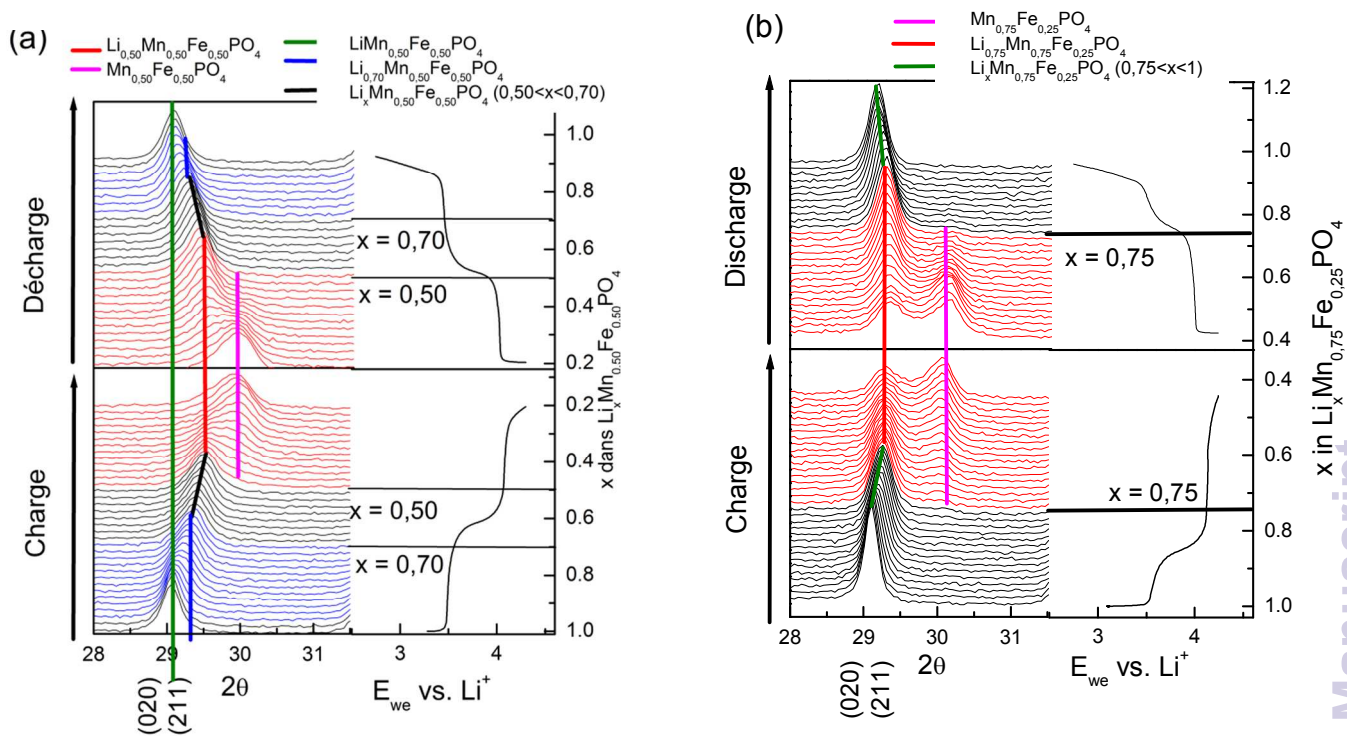 (a)
Li0,50Mn0,50Fe0,50PO4
Mn0,50Fe0,50PO4
LiMn0,50Fe0,50PO4
Li0,70Mn0,50Fe0,50PO4
LixMn0,50Fe0,50PO4 (0,50<x<0,70)
Décharge
Charge
x = 0,70
x = 0,50
x = 0,50
x = 0,70
1.0
0.8
0.6
0.4
0.2
0.2
0.4
0.6
0.8
1.0
x dans LixMn0.50Fe0.50PO4
28 29 30 31
3 4
2θ
Ewe vs. Li+
(020)
(211)
(b)
Mn0,75Fe0,25PO4
Li0,75Mn0,75Fe0,25PO4
LixMn0,75Fe0,25PO4 (0,75<x<1)
Discharge
Charge
x = 0,75
x = 0,75
1.2
1.0
0.8
0.6
0.4
0.4
0.6
0.8
1.0
x in LixMn0,75Fe0,25PO4
28 29 30 31
3 4
2θ
Ewe vs. Li+
(020)
(211)
Manuscript